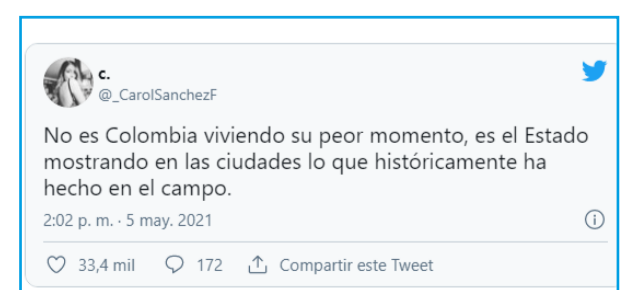 c.
@_CarolSanchezF
No es Colombia viviendo su peor momento, es el Estado
mostrando en las ciudades lo que históricamente ha
hecho en el campo.
2:02 p. m. · 5 may. 2021
33,4 mil 172 Compartir este Tweet